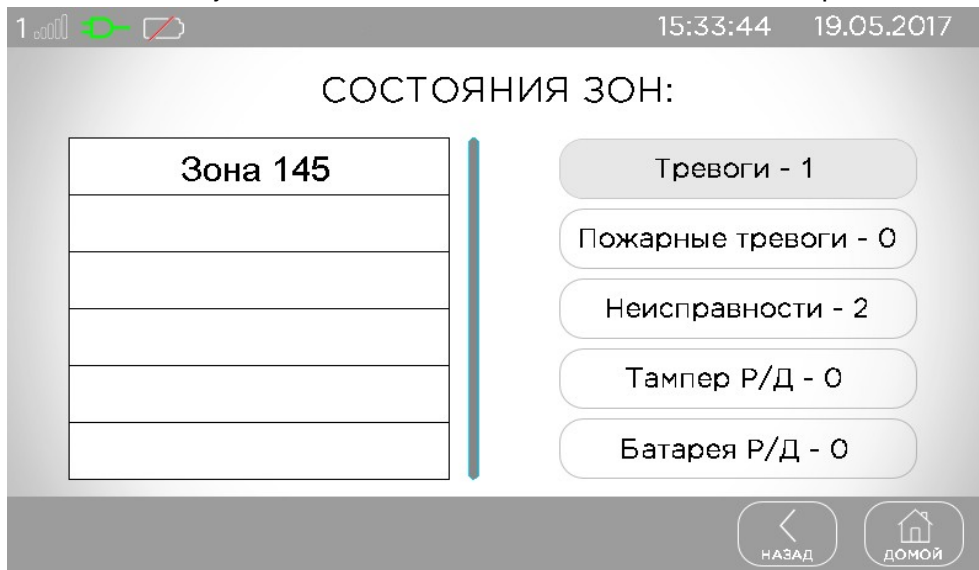 1 15:33:44 19.05.2017
СОСТОЯНИЯ ЗОН:
Зона 145
Тревоги - 1
Пожарные тревоги - 0
Неисправности - 2
Тампер Р/Д - 0
Батарея Р/Д - 0
НАЗАД
ДОМОЙ